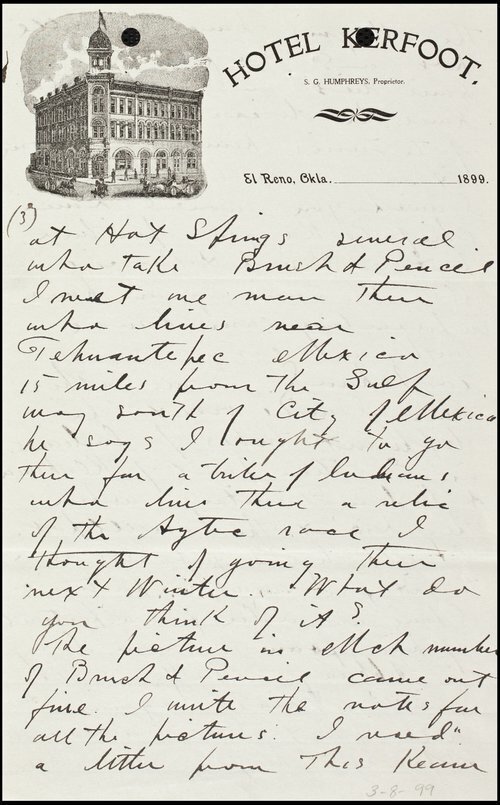 HOTEL KERFOOT.
S. G. HUMPHREYS, Proprietor.
El Reno, Okla. 1899.
(3)
at Hot Springs several
who take Brush & Pencil
I met one man there
who lives near
Tehuantepec Mexico
15 miles from the Gulf
way south of City of Mexico
he says I ought to go
there for a tribe of Indians
who live there a relic
of the Aztec race I
thought of going there
next Winter. What do
you think of it?
The picture in Mch number
of Brush & Pencil came out
fine. I write the notes for
all the pictures. I used
a letter from This Keam
3-8-99